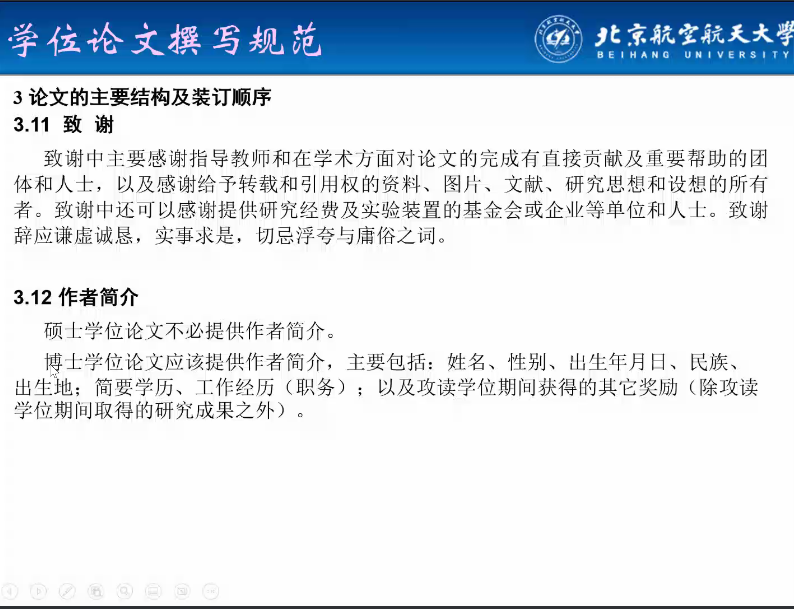 学位论文撰写规范
北京航空航天大学
BEIHANG UNIVERSITY
3 论文的主要结构及装订顺序
3.11 致 谢
致谢中主要感谢指导教师和在学术方面对论文的完成有直接贡献及重要帮助的团
体和人士，以及感谢给予转载和引用权的资料、图片、文献、研究思想和设想的所有
者。致谢中还可以感谢提供研究经费及实验装置的基金会或企业等单位和人士。致谢
辞应谦虚诚恳，实事求是，切忌浮夸与庸俗之词。
3.12 作者简介
硕士学位论文不必提供作者简介。
博士学位论文应该提供作者简介，主要包括：姓名、性别、出生年月日、民族、
出生地；简要学历、工作经历（职务）；以及攻读学位期间获得的其它奖励（除攻读
学位期间取得的研究成果之外）。